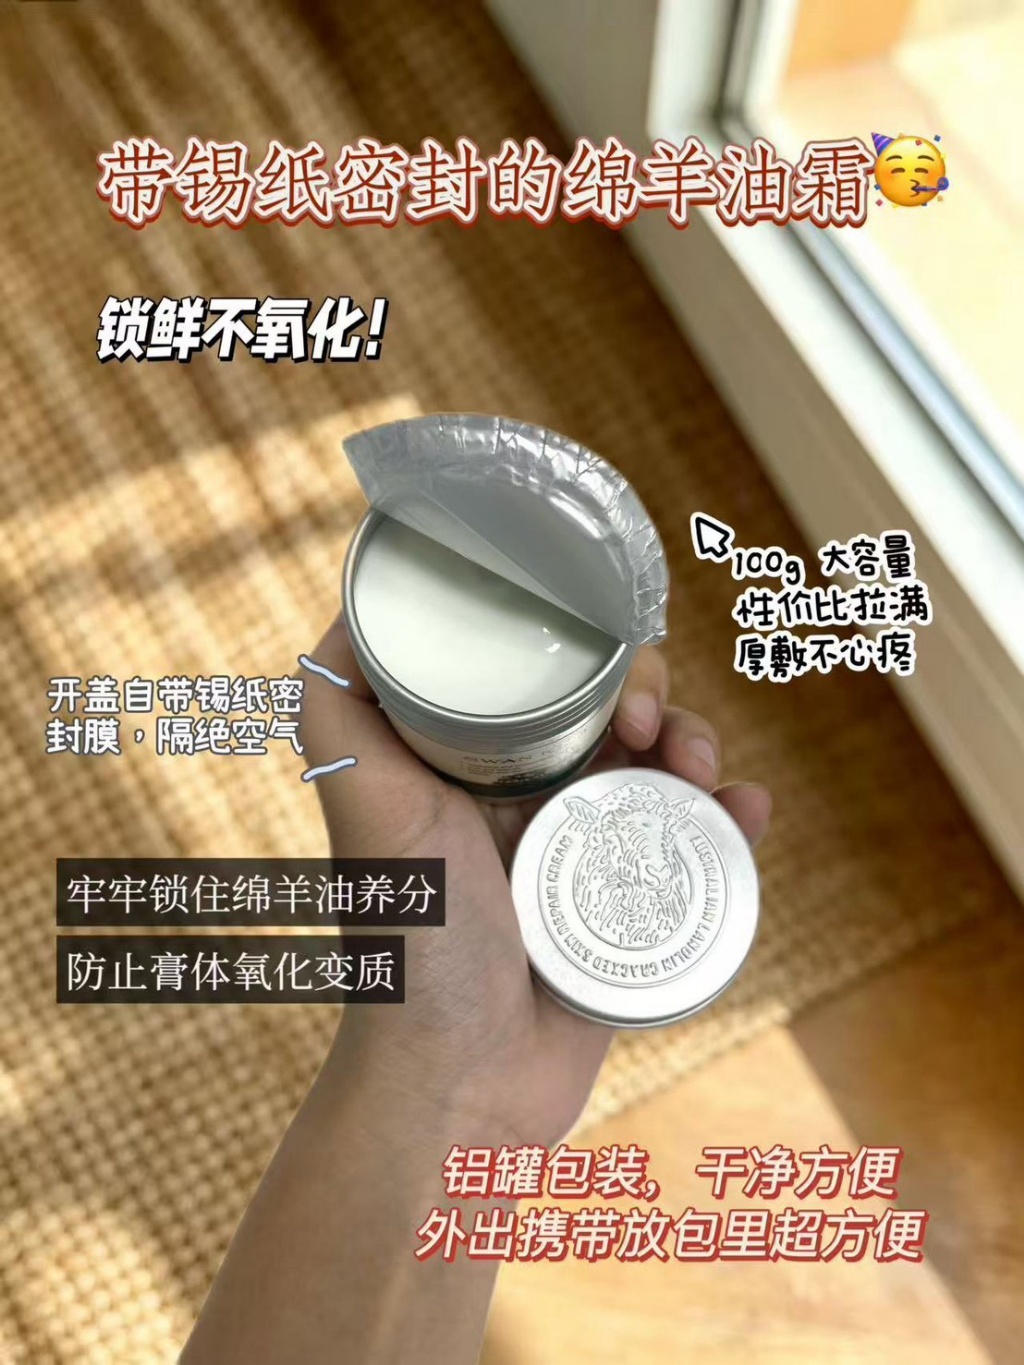 带锡纸密封的绵羊油霜
锁鲜不氧化!
100g 大容量
性价比拉满
厚敷不心疼
开盖自带锡纸密
封膜，隔绝空气
SWAN
AUSTRALIAN LANOLIN CRACKED SKIN REPAIR CREAM
牢牢锁住绵羊油养分
防止膏体氧化变质
铝罐包装，干净方便
外出携带放包里超方便